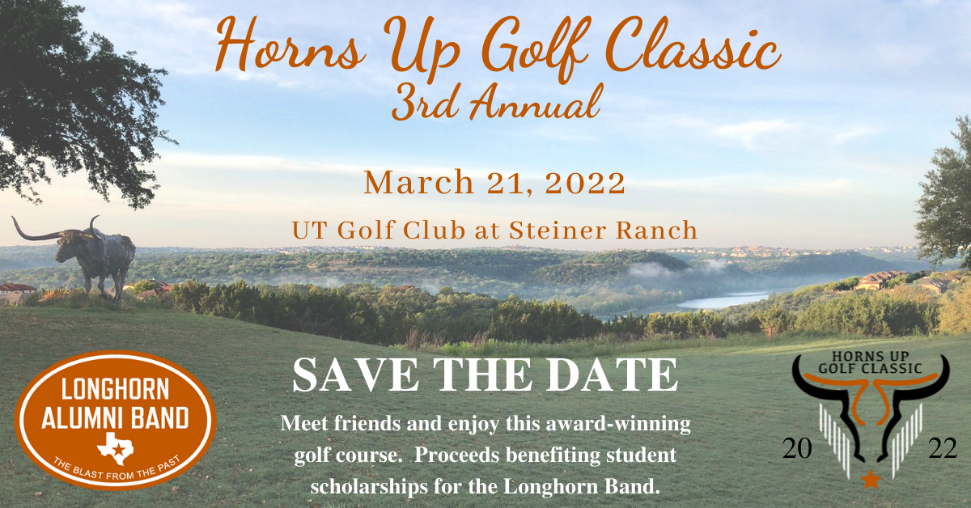 Horns Up Golf Classic
3rd Annual
March 21, 2022
UT Golf Club at Steiner Ranch
SAVE THE DATE
Meet friends and enjoy this award-winning
golf course. Proceeds benefiting student
scholarships for the Longhorn Band.
LONGHORN
ALUMNI BAND
THE BLAST FROM THE PAST
HORNS UP
GOLF CLASSIC
20 22